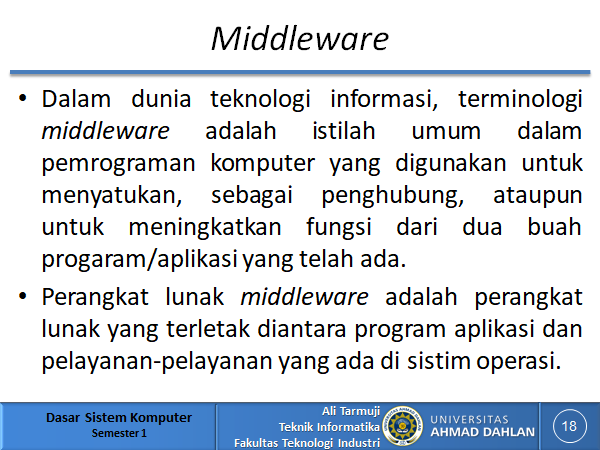 Middleware
• Dalam dunia teknologi informasi, terminologi
middleware adalah istilah umum dalam
pemrograman komputer yang digunakan untuk
menyatukan, sebagai penghubung, ataupun
untuk meningkatkan fungsi dari dua buah
progaram/aplikasi yang telah ada.
• Perangkat lunak middleware adalah perangkat
lunak yang terletak diantara program aplikasi dan
pelayanan-pelayanan yang ada di sistim operasi.
Dasar Sistem Komputer
Semester 1
Ali Tarmuji
Teknik Informatika
Fakultas Teknologi Industri
UNIVERSITAS
AHMAD DAHLAN
18